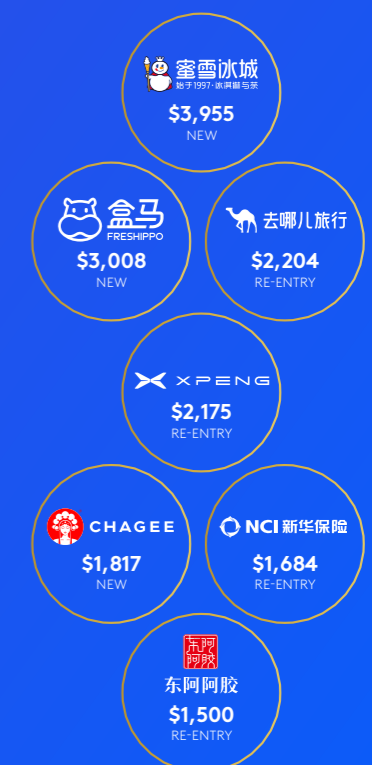 蜜雪冰城
始于1997·冰淇淋与茶
$3,955
NEW
盒马
FRESHIPPO
$3,008
NEW
去哪儿旅行
$2,204
RE-ENTRY
XPENG
$2,175
RE-ENTRY
CHAGEE
$1,817
NEW
NCI 新华保险
$1,684
RE-ENTRY
东阿
阿胶
东阿阿胶
$1,500
RE-ENTRY